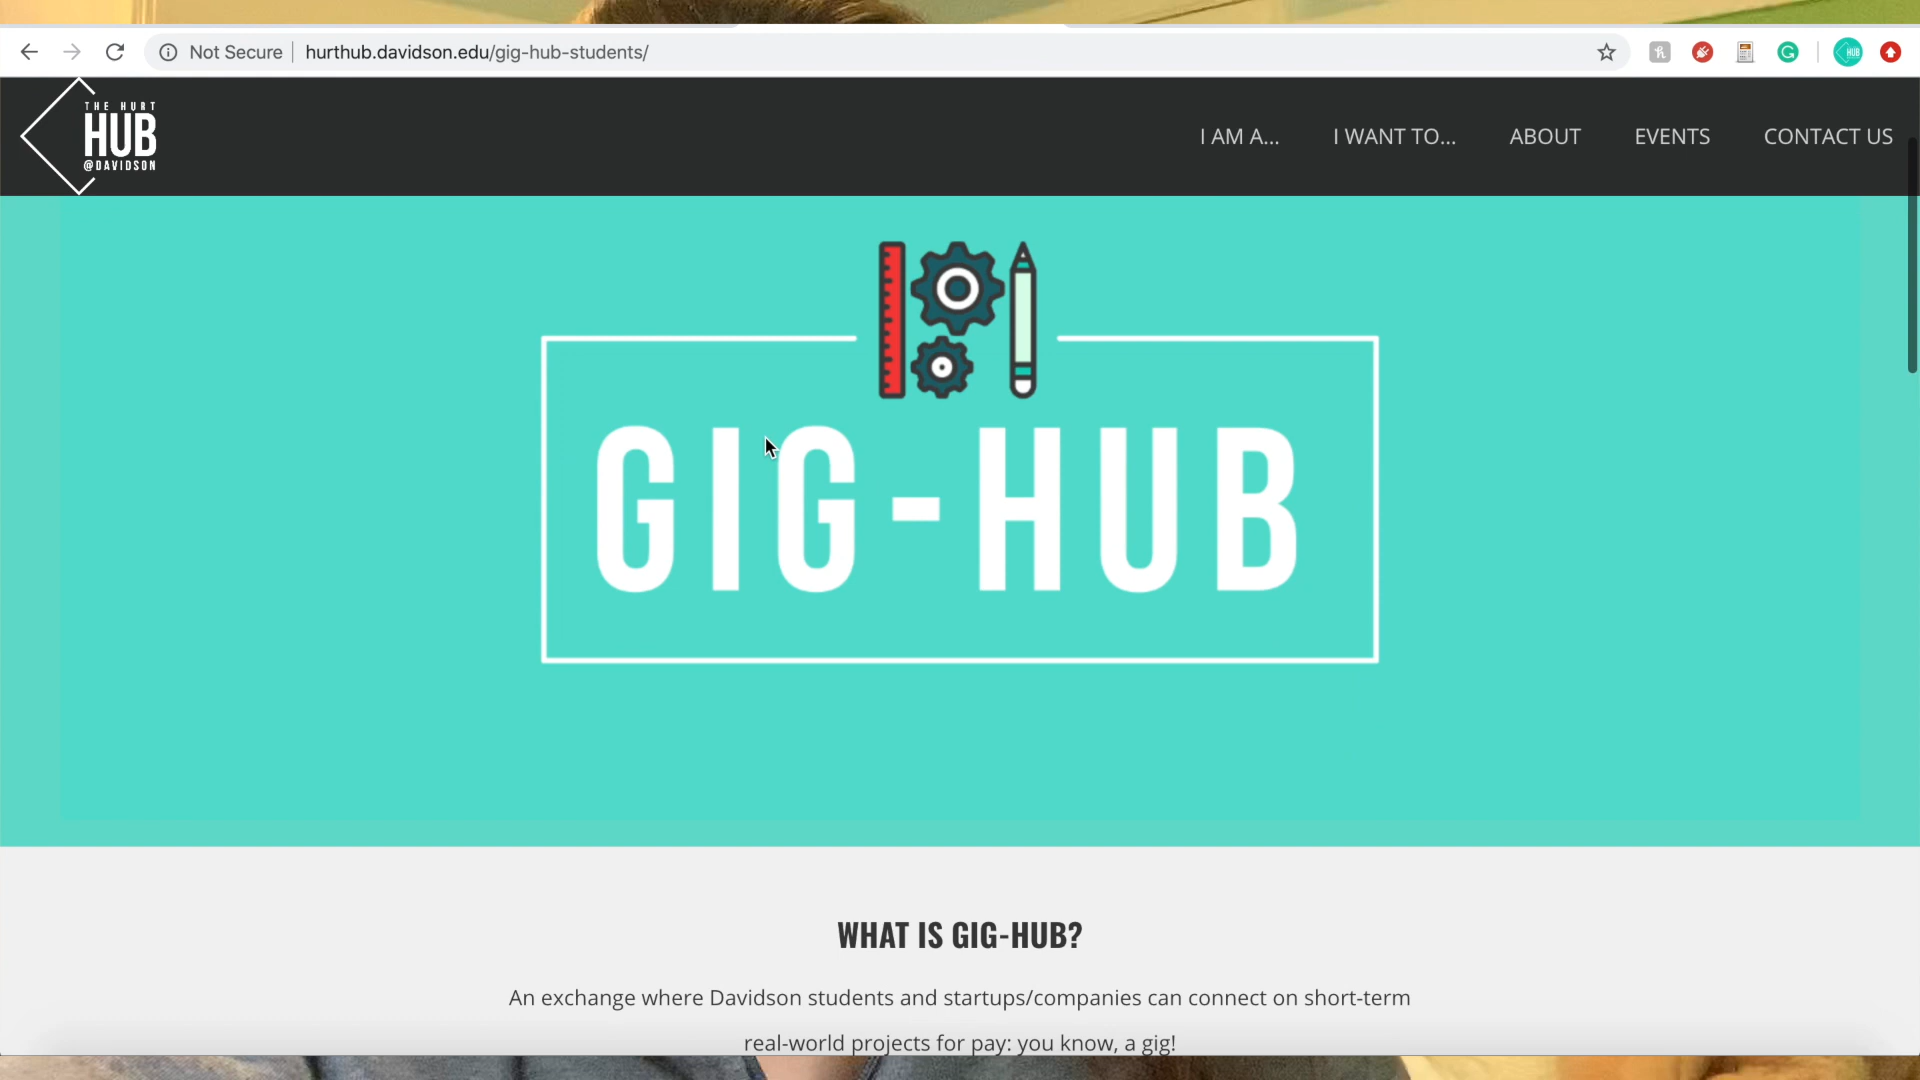 Not Secure hurthub.davidson.edu/gig-hub-students/
THE HURT
HUB
@DAVIDSON
I AM A... I WANT TO... ABOUT EVENTS CONTACT US
GIG-HUB
WHAT IS GIG-HUB?
An exchange where Davidson students and startups/companies can connect on short-term
real-world projects for pay: you know, a gig!
HUB